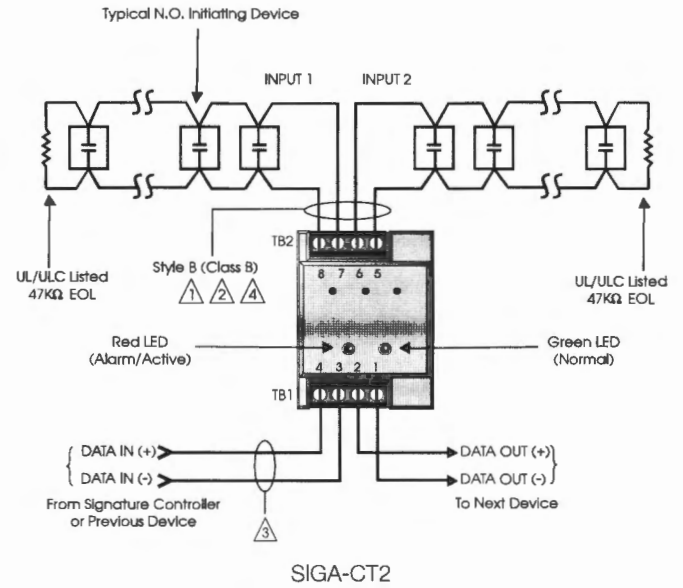 Typical N.O. Initiating Device
INPUT 1
INPUT 2
TB2
8 7 6 5
Style B (Class B)
1 2 4
UL/ULC Listed
47KΩ EOL
UL/ULC Listed
47KΩ EOL
Red LED
(Alarm/Active)
Green LED
(Normal)
4 3 2 1
TB1
DATA IN (+)
DATA IN (-)
DATA OUT (+)
DATA OUT (-)
From Signature Controller
or Previous Device
3
To Next Device
SIGA-CT2